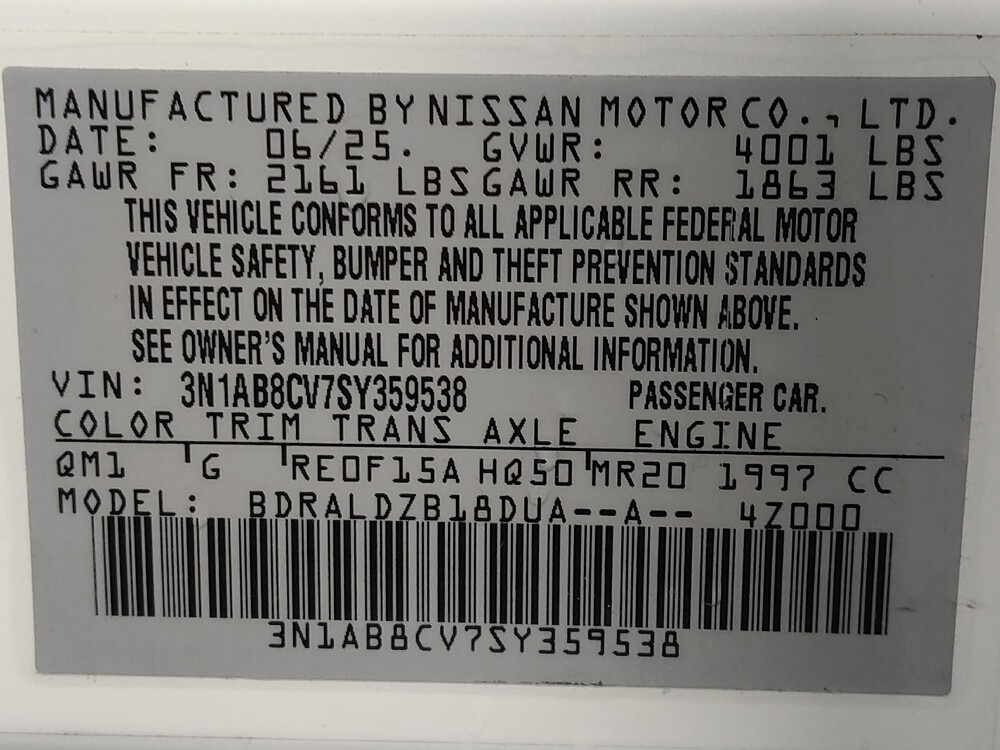 MANUFACTURED BY NISSAN MOTOR CO., LTD.
DATE: 06/25. GVWR: 4001 LBS
GAWR FR: 2161 LBS GAWR RR: 1863 LBS
THIS VEHICLE CONFORMS TO ALL APPLICABLE FEDERAL MOTOR
VEHICLE SAFETY, BUMPER AND THEFT PREVENTION STANDARDS
IN EFFECT ON THE DATE OF MANUFACTURE SHOWN ABOVE.
SEE OWNER'S MANUAL FOR ADDITIONAL INFORMATION.
VIN: 3N1AB8CV7SY359538 PASSENGER CAR.
COLOR TRIM TRANS AXLE ENGINE
QM1 G RE0F15A HQ50 MR20 1997 CC
MODEL: BDRALDZB18DUA--A-- 4Z000
3N1AB8CV7SY359538